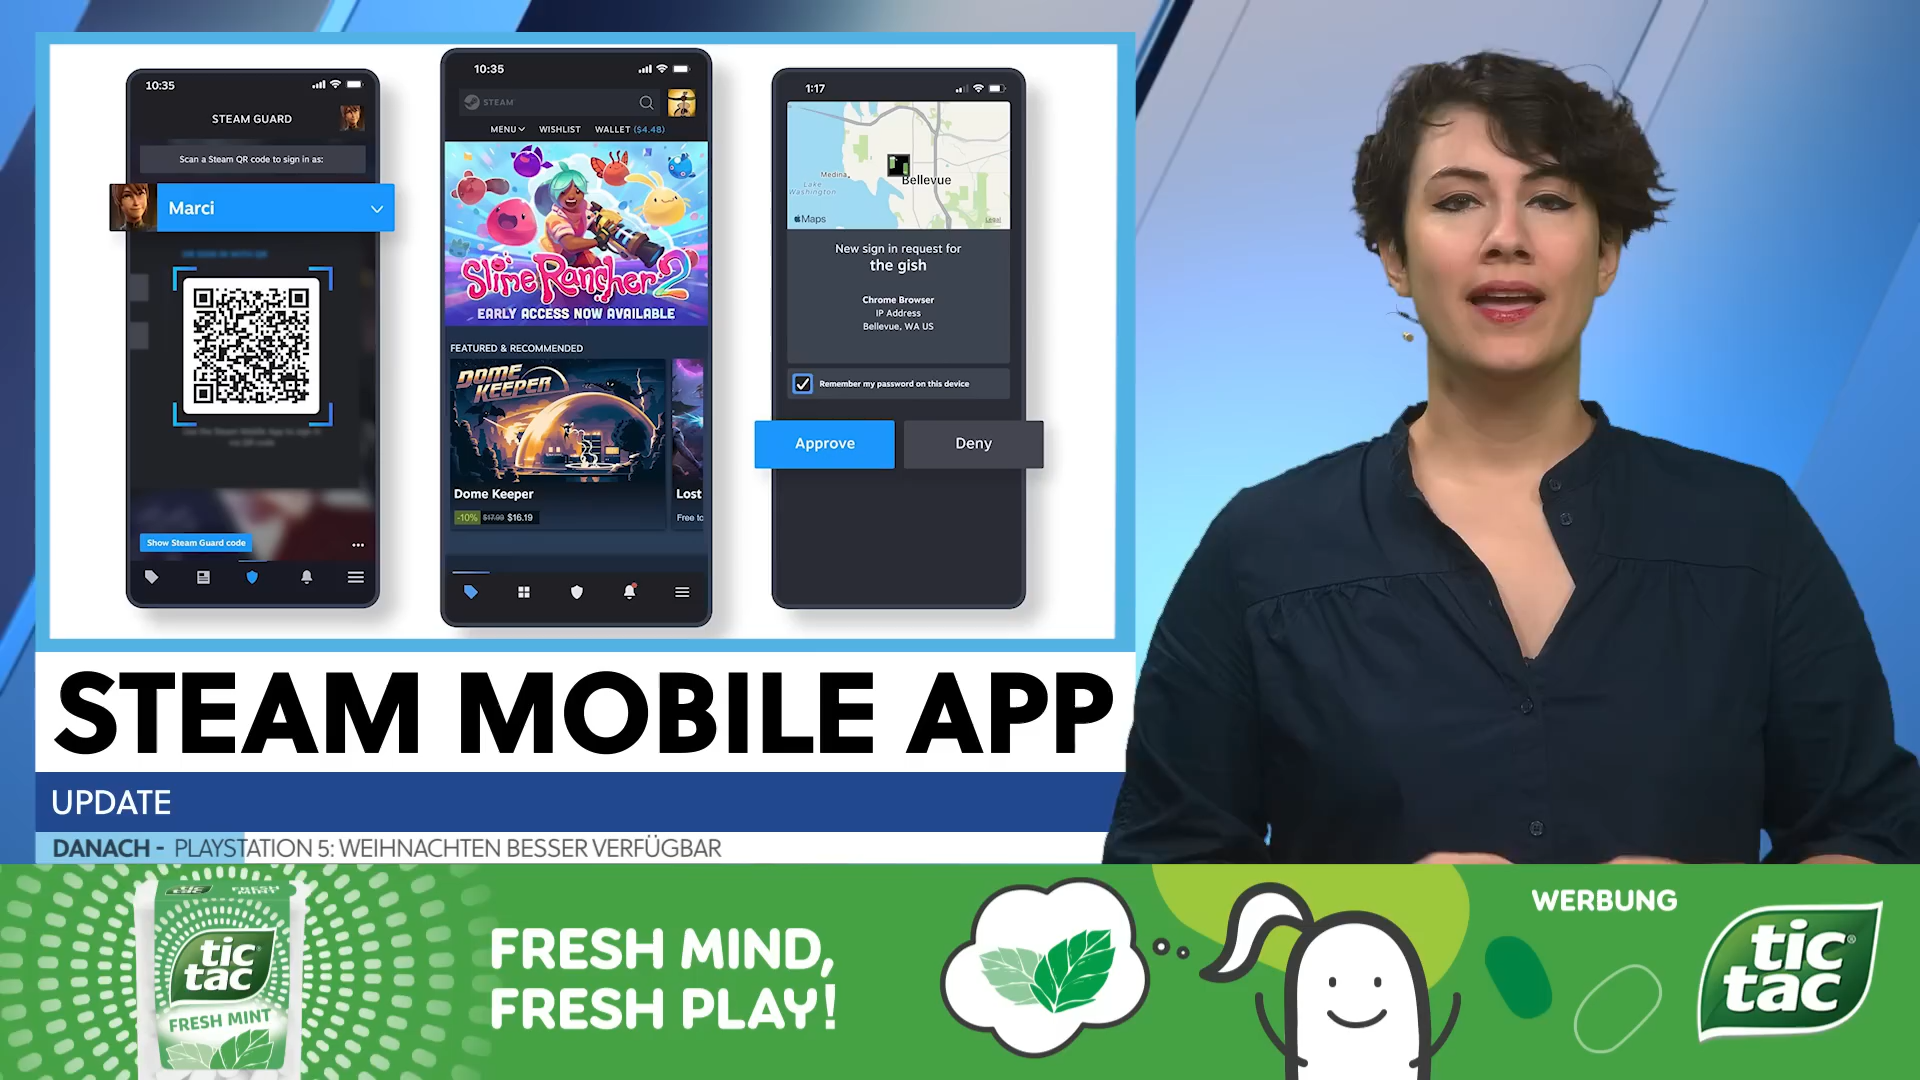 10:35
STEAM GUARD
Scan a Steam QR code to sign in as:
Marci
Show Steam Guard code
10:35
STEAM
MENU WISHLIST WALLET ($4.48)
Slime Rancher 2
EARLY ACCESS NOW AVAILABLE
FEATURED & RECOMMENDED
DOME
KEEPER
Dome Keeper
Lost
-10% $17.99 $16.19
Free to
1:17
Medina
Lake
Washington
Bellevue
Maps
Legal
New sign in request for
the gish
Chrome Browser
IP Address
Bellevue, WA US
Remember my password on this device
Approve
Deny
STEAM MOBILE APP
UPDATE
DANACH - PLAYSTATION 5: WEIHNACHTEN BESSER VERFÜGBAR
tic tac
FRESH MINT
tic
tac
FRESH MINT
FRESH MIND,
FRESH PLAY!
WERBUNG
tic
tac®